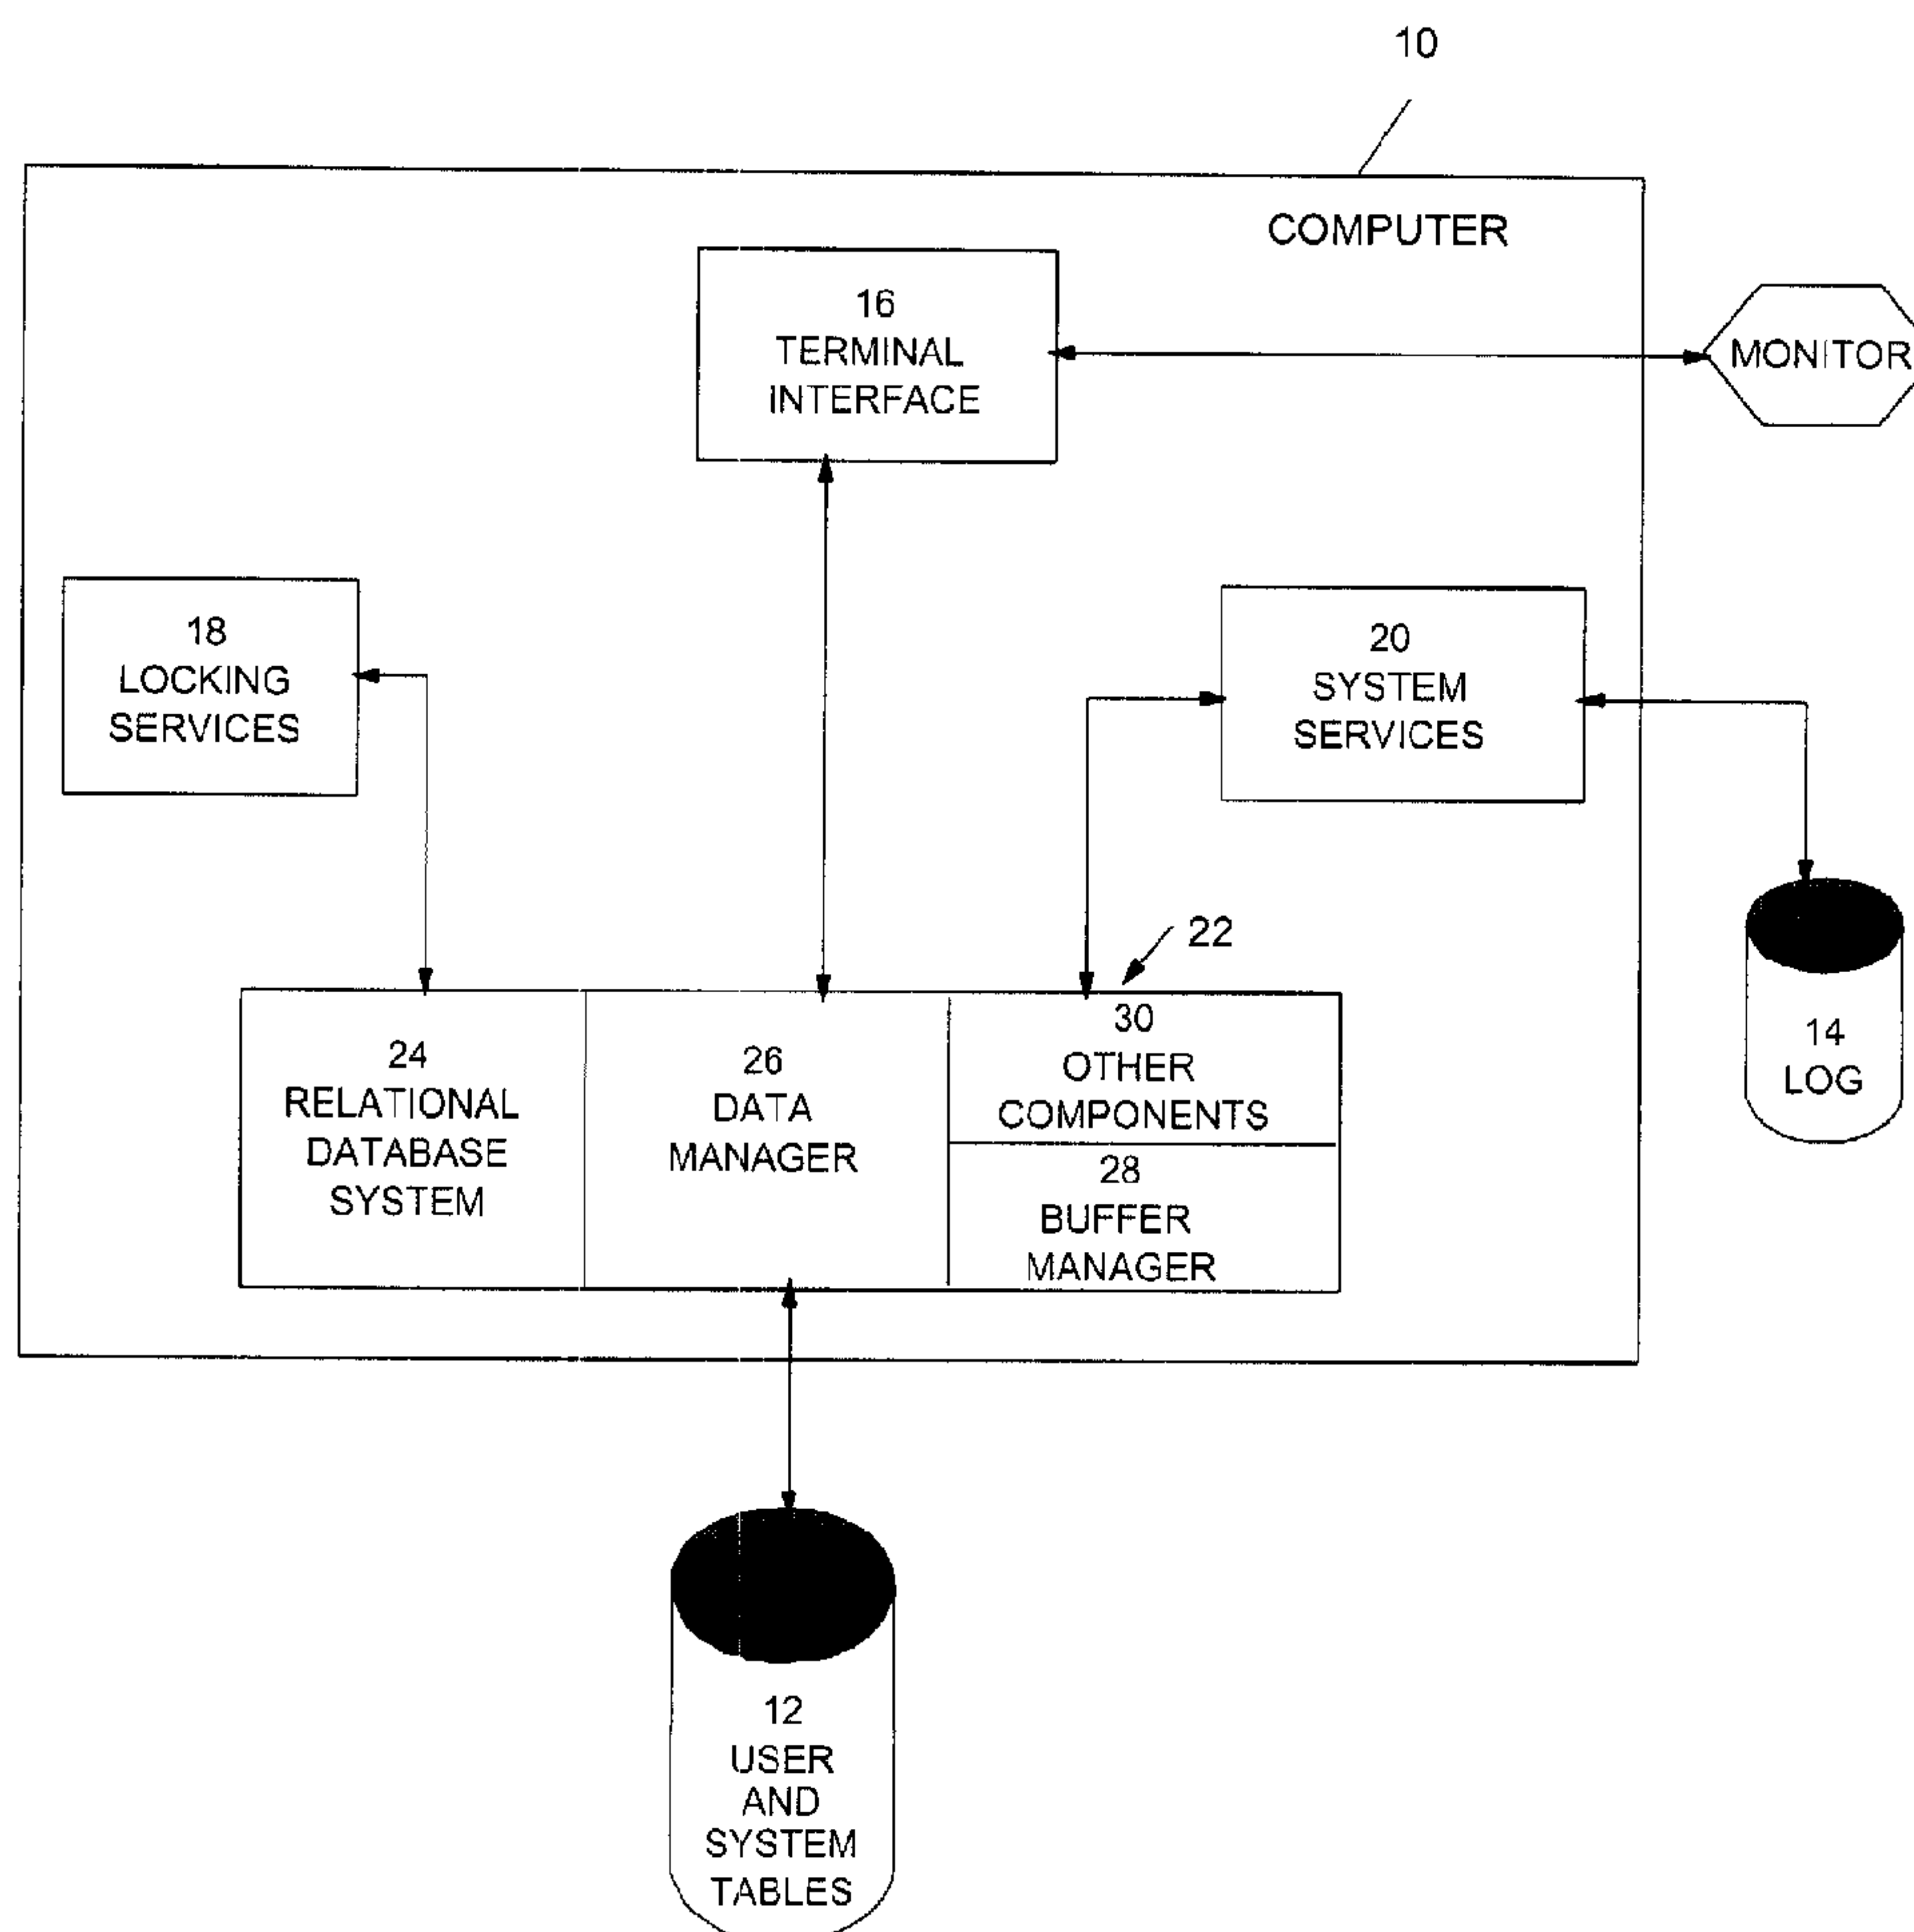 10
COMPUTER
16
TERMINAL
INTERFACE
MONITOR
18
LOCKING
SERVICES
20
SYSTEM
SERVICES
22
24
RELATIONAL
DATABASE
SYSTEM
26
DATA
MANAGER
30
OTHER
COMPONENTS
28
BUFFER
MANAGER
14
LOG
12
USER
AND
SYSTEM
TABLES